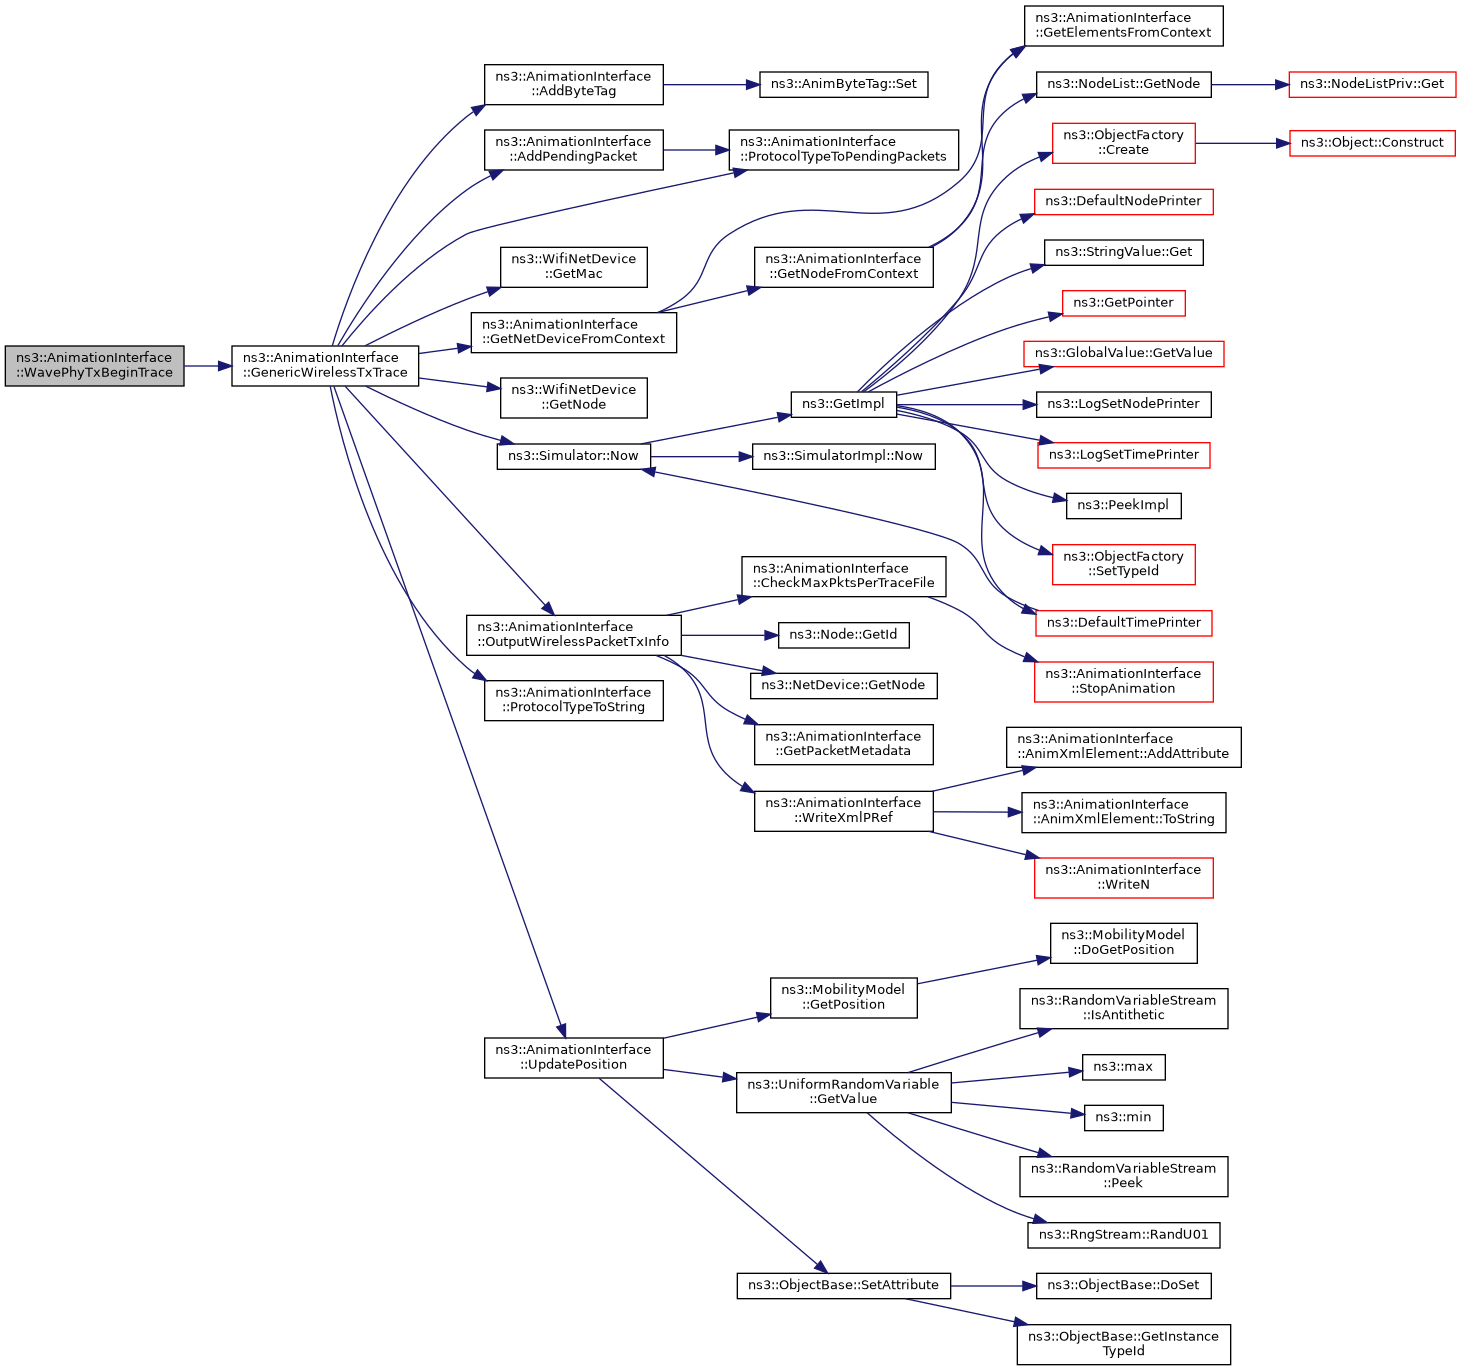 ns3::AnimationInterface
::WavePhyTxBeginTrace
ns3::AnimationInterface
::GenericWirelessTxTrace
ns3::AnimationInterface
::AddByteTag
ns3::AnimByteTag::Set
ns3::AnimationInterface
::AddPendingPacket
ns3::AnimationInterface
::ProtocolTypeToPendingPackets
ns3::WifiNetDevice
::GetMac
ns3::AnimationInterface
::GetNetDeviceFromContext
ns3::AnimationInterface
::GetElementsFromContext
ns3::AnimationInterface
::GetNodeFromContext
ns3::NodeList::GetNode
ns3::NodeListPriv::Get
ns3::WifiNetDevice
::GetNode
ns3::Simulator::Now
ns3::GetImpl
ns3::ObjectFactory
::Create
ns3::Object::Construct
ns3::DefaultNodePrinter
ns3::StringValue::Get
ns3::GetPointer
ns3::GlobalValue::GetValue
ns3::LogSetNodePrinter
ns3::LogSetTimePrinter
ns3::PeekImpl
ns3::ObjectFactory
::SetTypeId
ns3::DefaultTimePrinter
ns3::SimulatorImpl::Now
ns3::AnimationInterface
::OutputWirelessPacketTxInfo
ns3::AnimationInterface
::CheckMaxPktsPerTraceFile
ns3::AnimationInterface
::StopAnimation
ns3::Node::GetId
ns3::NetDevice::GetNode
ns3::AnimationInterface
::GetPacketMetadata
ns3::AnimationInterface
::WriteXmlPRef
ns3::AnimationInterface
::AnimXmlElement::AddAttribute
ns3::AnimationInterface
::AnimXmlElement::ToString
ns3::AnimationInterface
::WriteN
ns3::AnimationInterface
::ProtocolTypeToString
ns3::AnimationInterface
::UpdatePosition
ns3::MobilityModel
::GetPosition
ns3::MobilityModel
::DoGetPosition
ns3::UniformRandomVariable
::GetValue
ns3::RandomVariableStream
::IsAntithetic
ns3::max
ns3::min
ns3::RandomVariableStream
::Peek
ns3::RngStream::RandU01
ns3::ObjectBase::SetAttribute
ns3::ObjectBase::DoSet
ns3::ObjectBase::GetInstance
TypeId